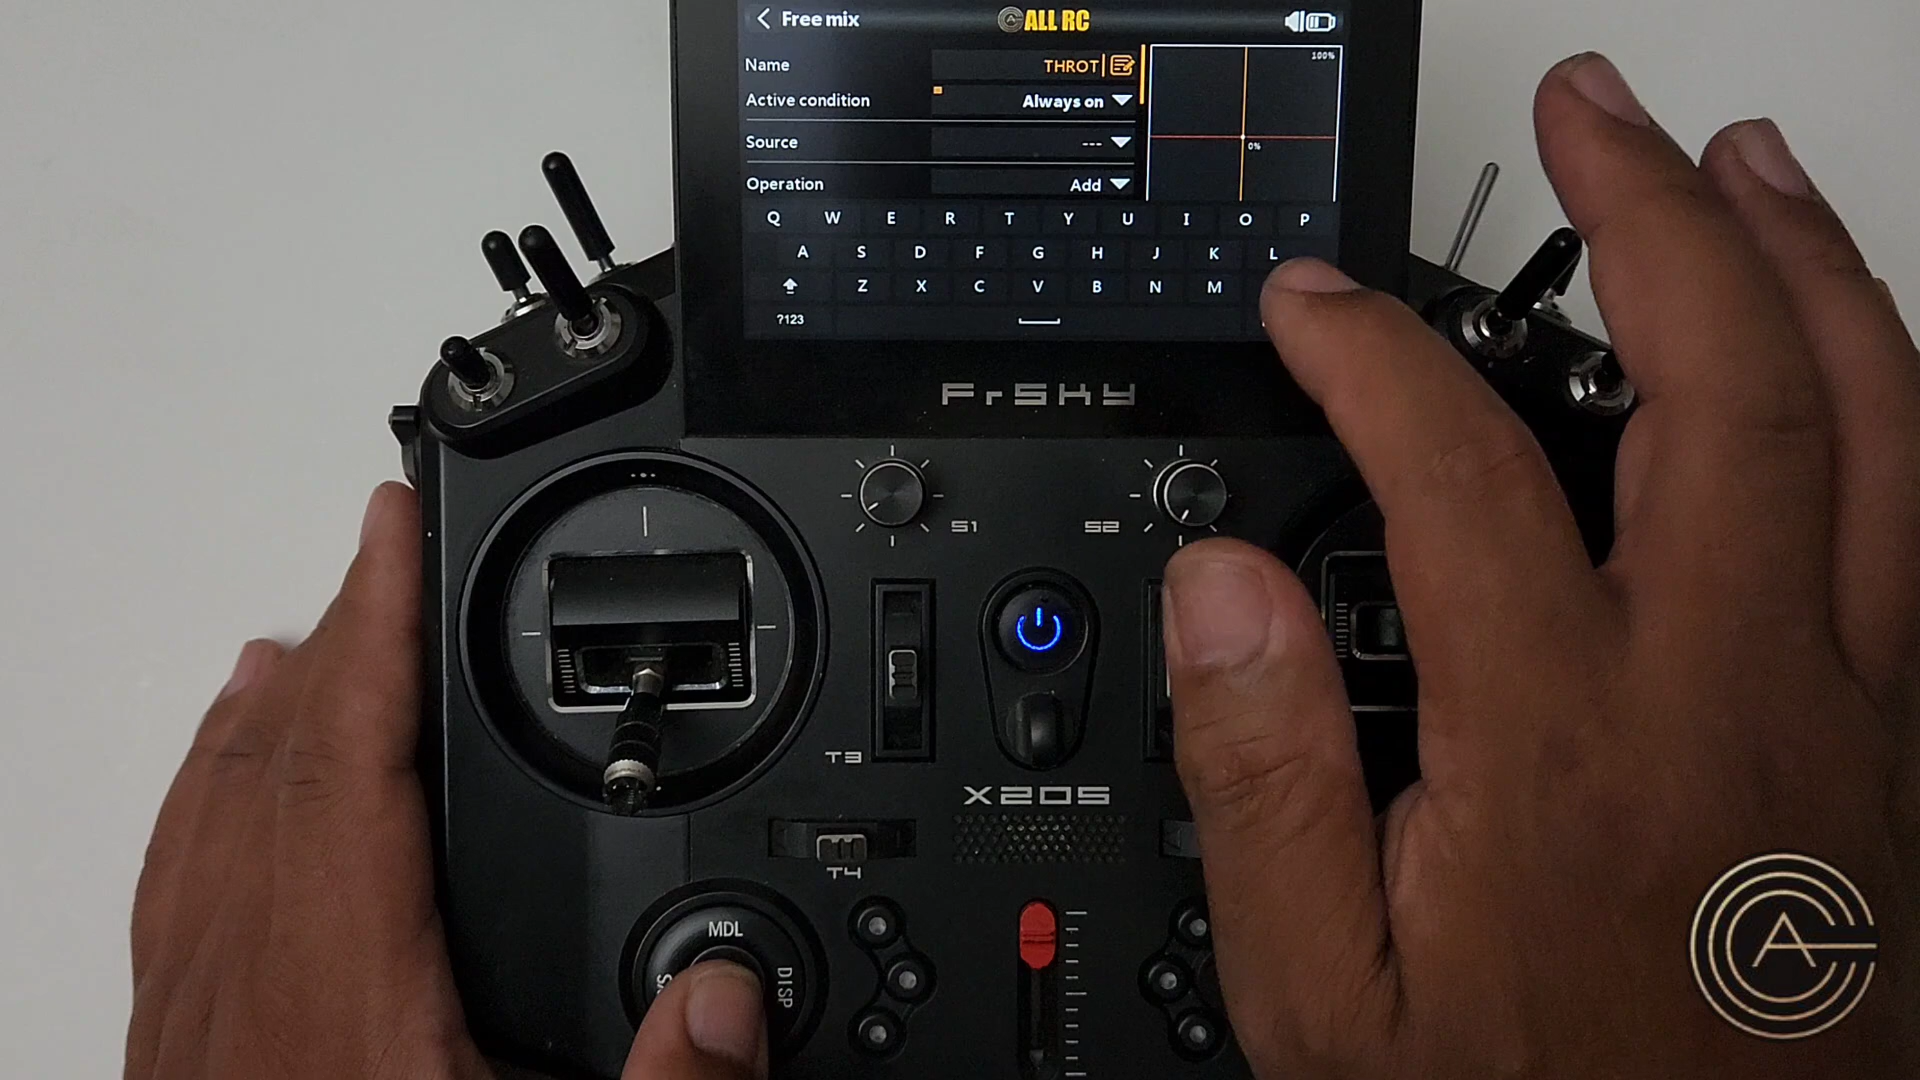 Free mix
ALL RC
Name THROT
100%
Active condition Always on
Source ---
0%
Operation Add
Q W E R T Y U I O P
A S D F G H J K L
Z X C V B N M
?123
FrSKY
S1 S2
T3
X20S
T4
MDL
DISP